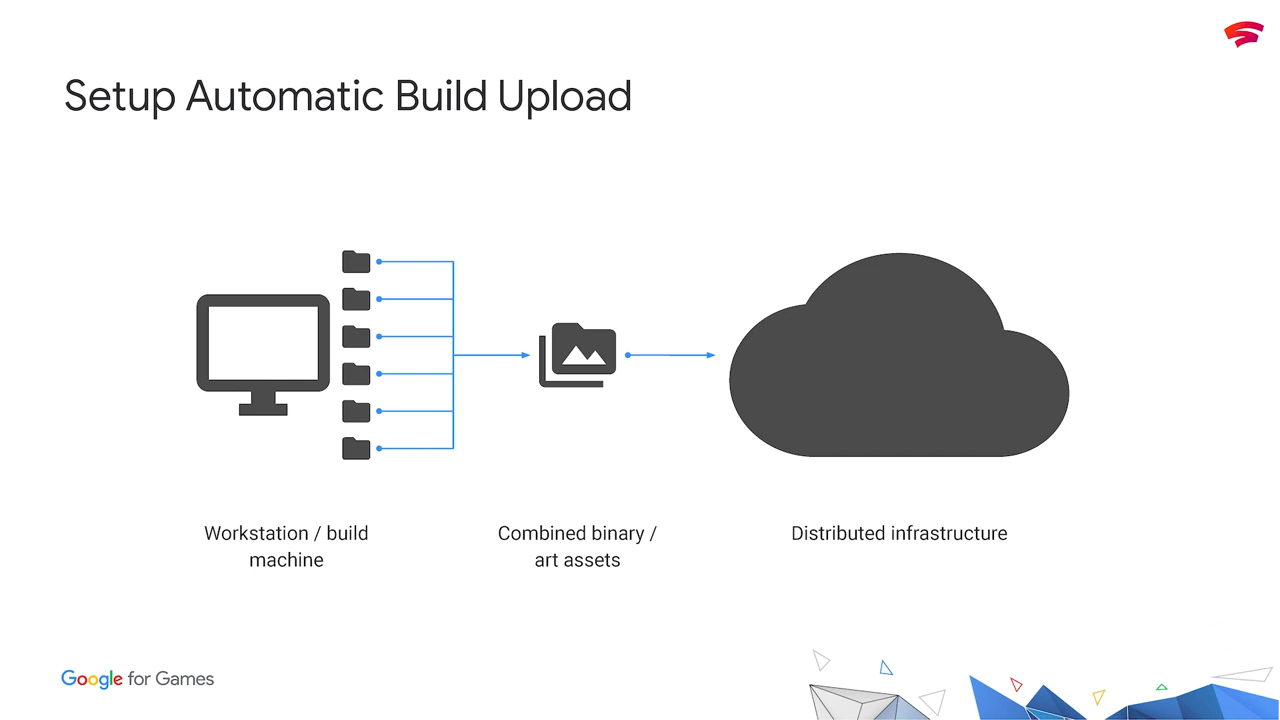 Setup Automatic Build Upload
Workstation / build
machine
Combined binary /
art assets
Distributed infrastructure
Google for Games